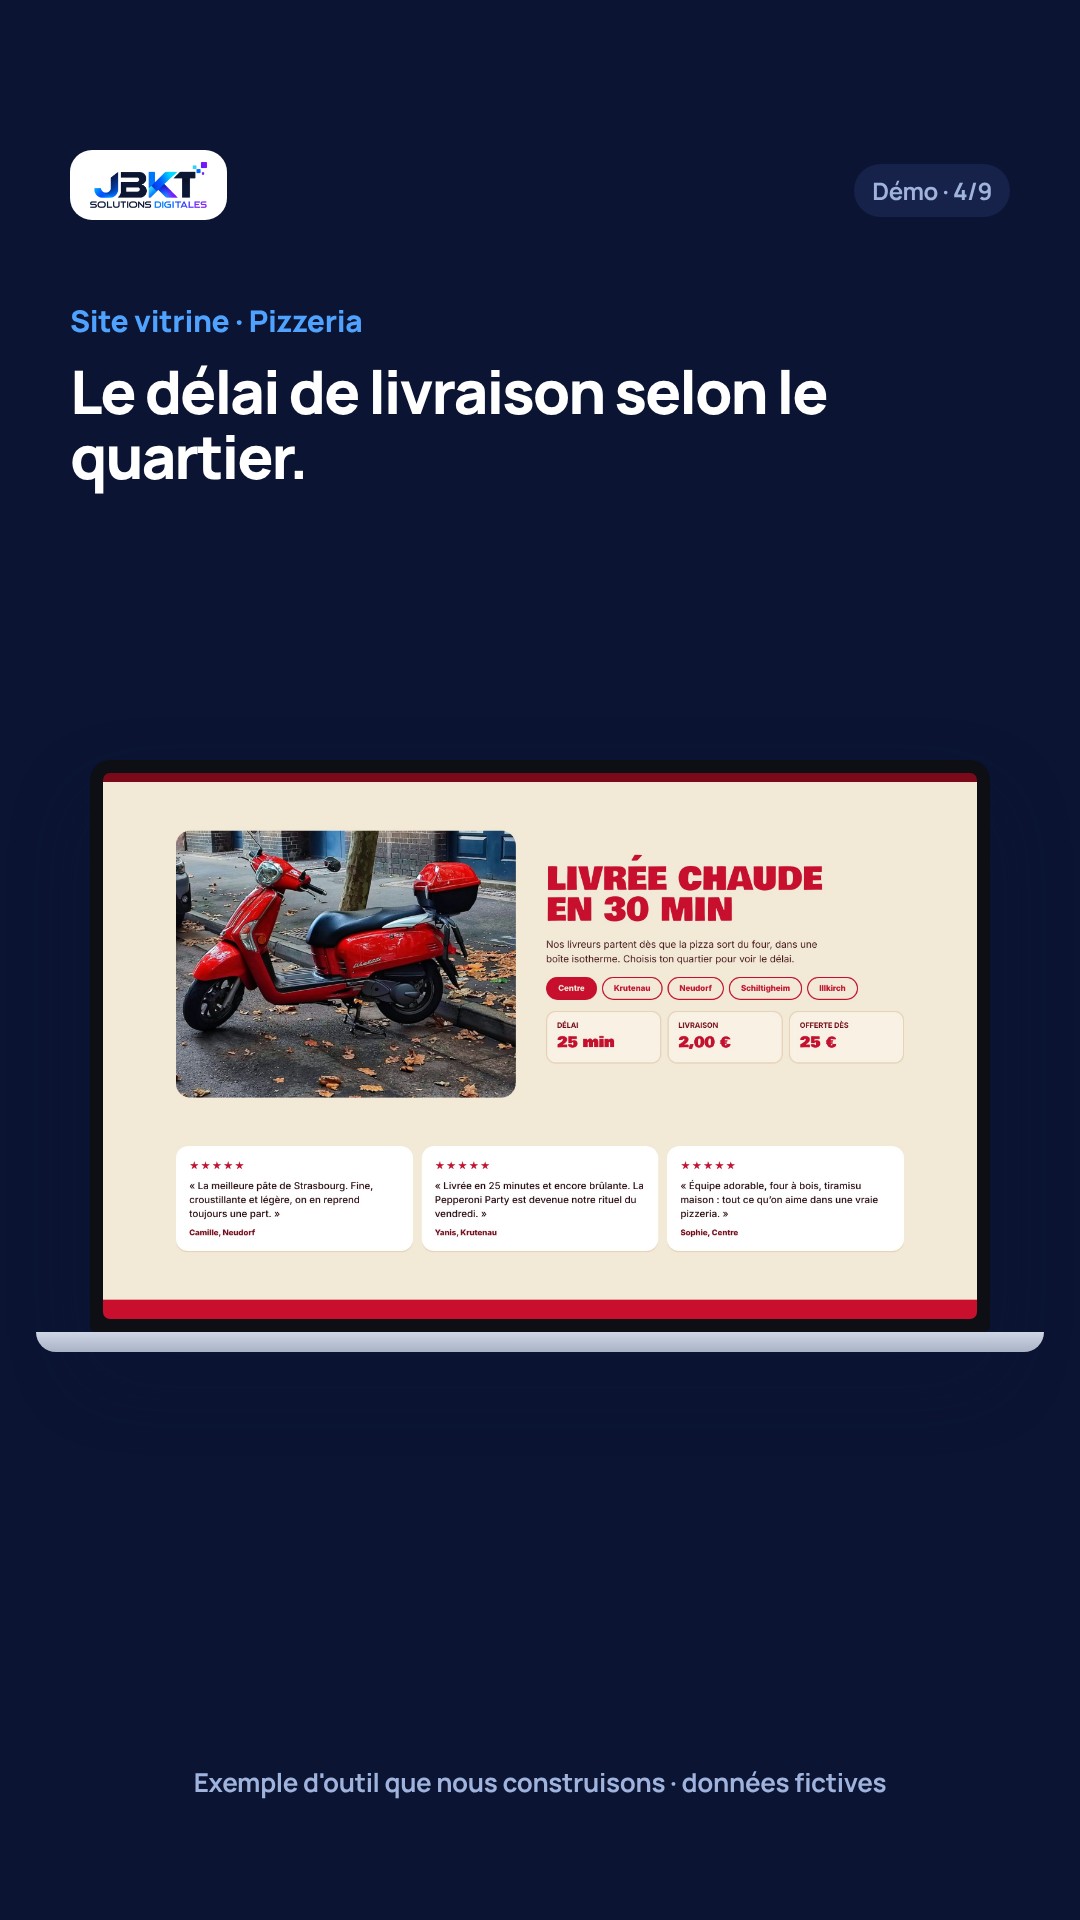 JBKT
SOLUTIONS DIGITALES
Démo · 4/9
Site vitrine · Pizzeria
Le délai de livraison selon le
quartier.
LIVRÉE CHAUDE
EN 30 MIN
Nos livreurs partent dès que la pizza sort du four, dans une
boîte isotherme. Choisis ton quartier pour voir le délai.
Centre
Krutenau
Neudorf
Schiltigheim
Illkirch
DÉLAI
25 min
LIVRAISON
2,00 €
OFFERTE DÈS
25 €
★★★★★
« La meilleure pâte de Strasbourg. Fine,
croustillante et légère, on en reprend
toujours une part. »
Camille, Neudorf
★★★★★
« Livrée en 25 minutes et encore brûlante. La
Pepperoni Party est devenue notre rituel du
vendredi. »
Yanis, Krutenau
★★★★★
« Équipe adorable, four à bois, tiramisu
maison : tout ce qu'on aime dans une vraie
pizzeria. »
Sophie, Centre
Exemple d'outil que nous construisons · données fictives